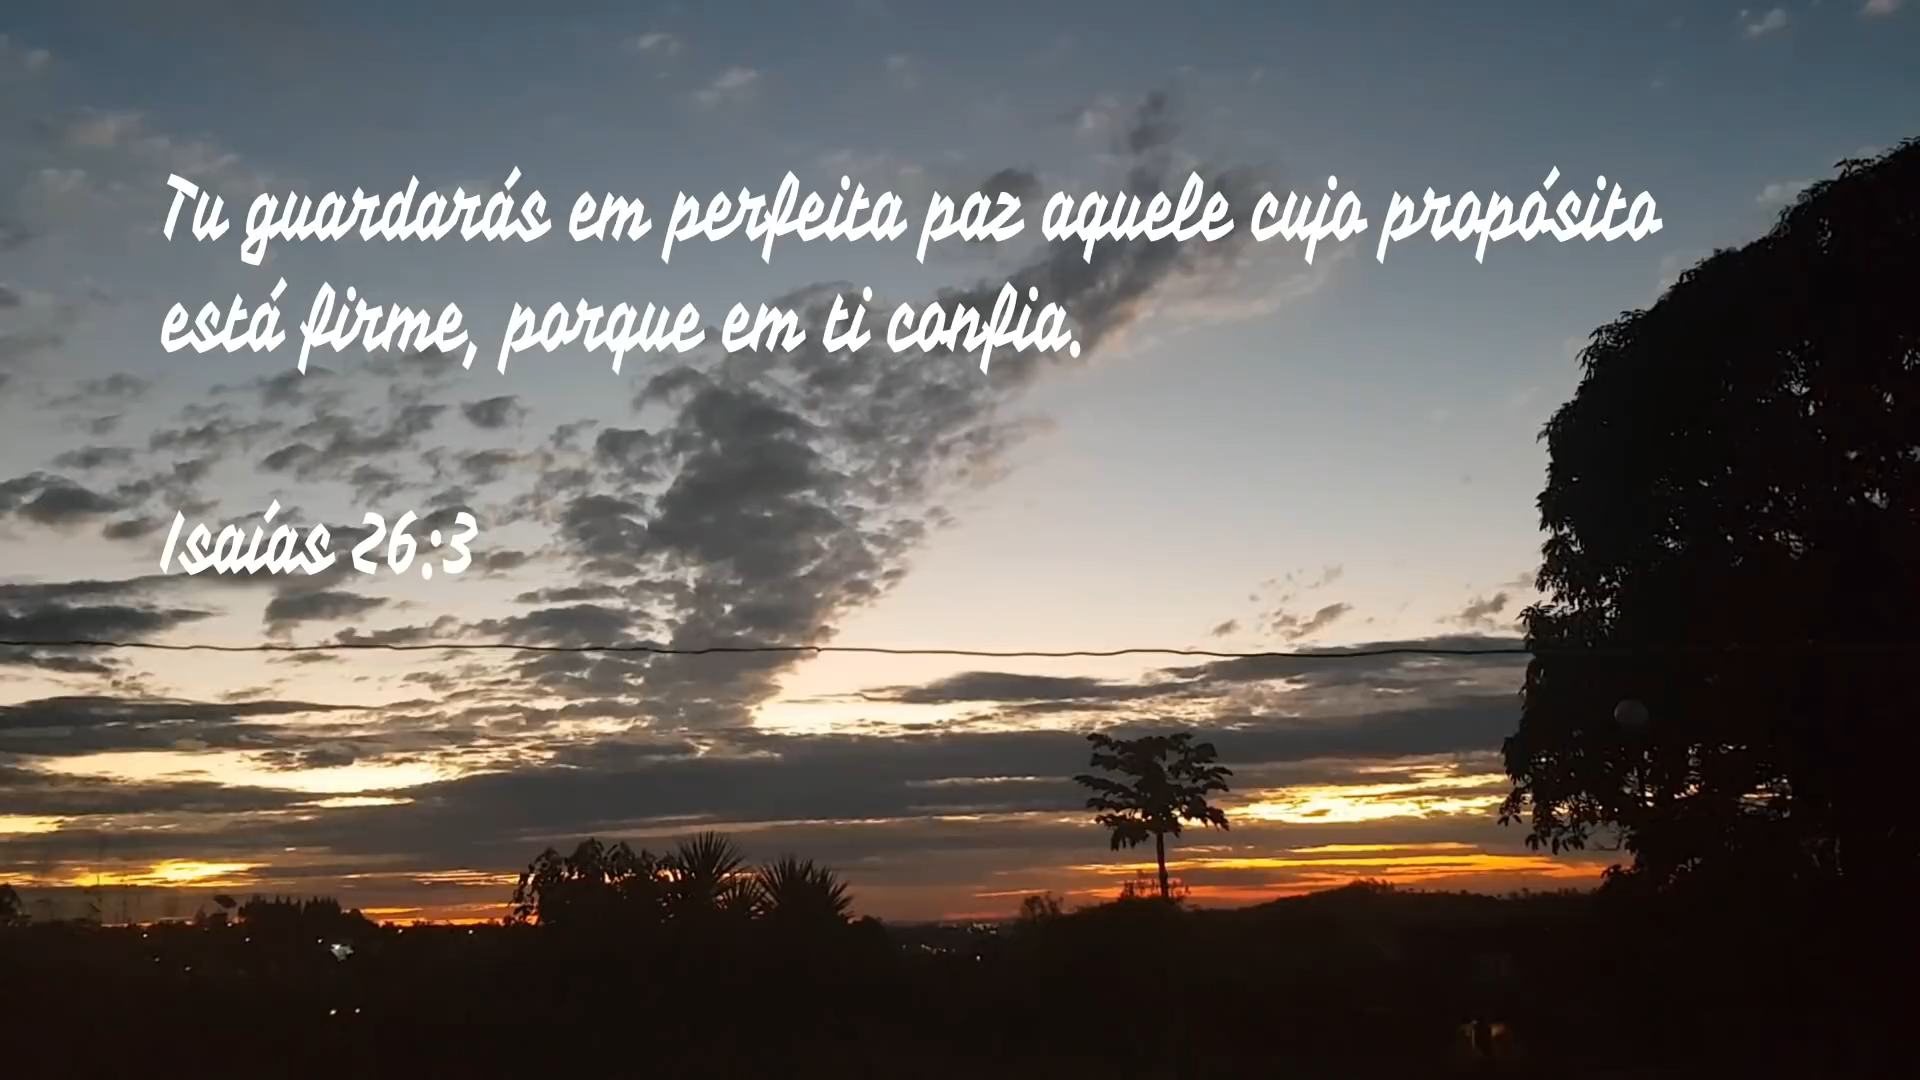 Tu guardarás em perfeita paz aquele cujo propósito
está firme, porque em ti confia.
Isaías 26:3